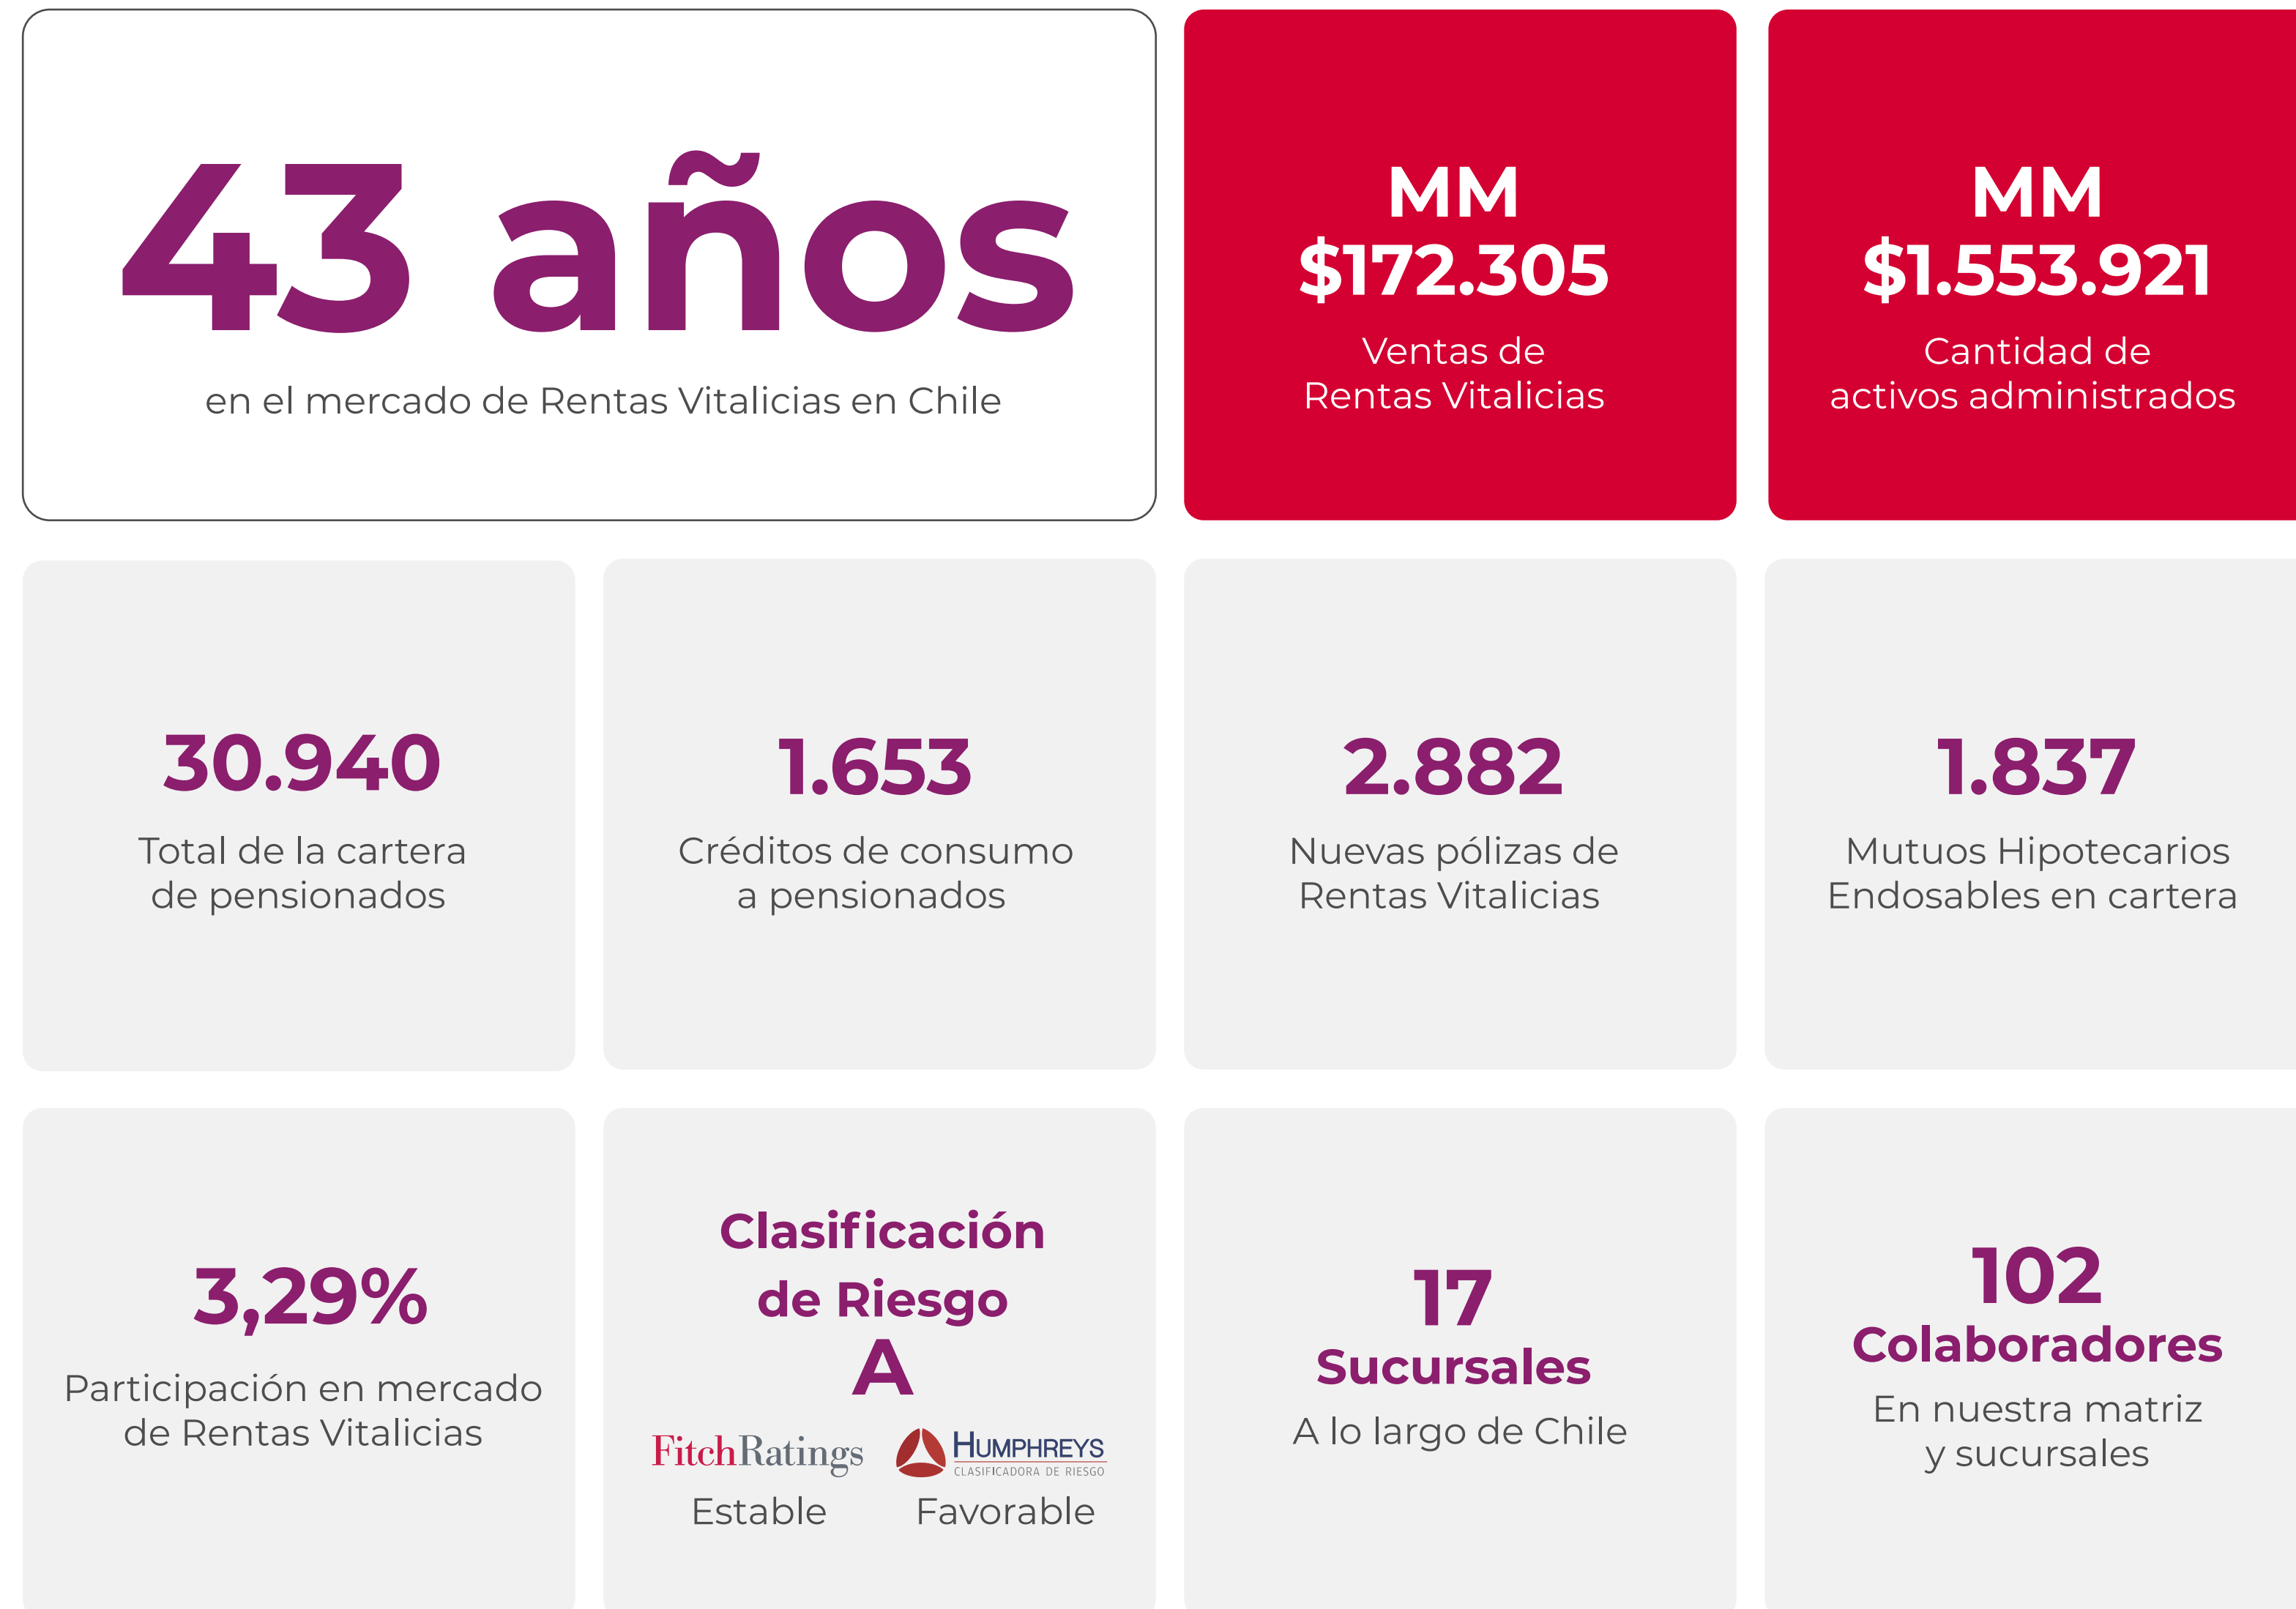 43 años
en el mercado de Rentas Vitalicias en Chile
MM
$172.305
Ventas de
Rentas Vitalicias
MM
$1.553.921
Cantidad de
activos administrados
30.940
Total de la cartera
de pensionados
1.653
Créditos de consumo
a pensionados
2.882
Nuevas pólizas de
Rentas Vitalicias
1.837
Mutuos Hipotecarios
Endosables en cartera
3,29%
Participación en mercado
de Rentas Vitalicias
Clasificación
de Riesgo
A
FitchRatings
Estable
HUMPHREYS
CLASIFICADORA DE RIESGO
Favorable
17
Sucursales
A lo largo de Chile
102
Colaboradores
En nuestra matriz
y sucursales